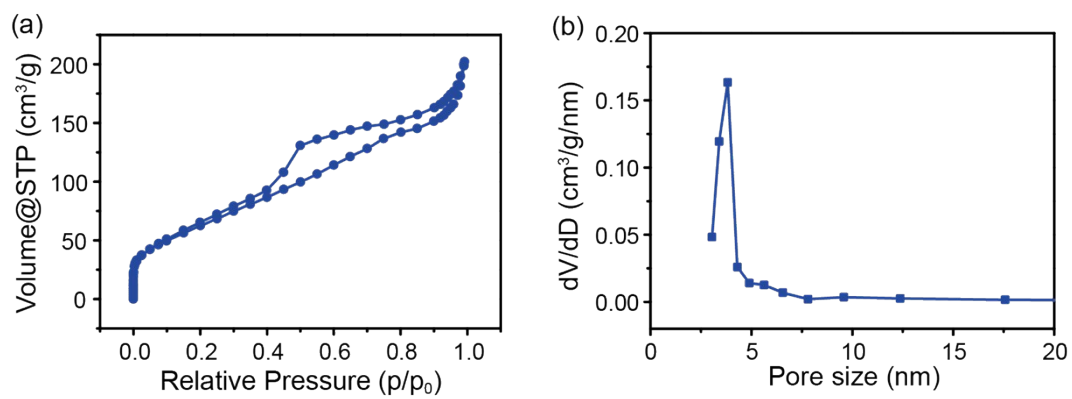 (a)
Volume@STP (cm³/g)
200
150
100
50
0
0.0 0.2 0.4 0.6 0.8 1.0
Relative Pressure (p/p₀)
(b)
dV/dD (cm³/g/nm)
0.20
0.15
0.10
0.05
0.00
0 5 10 15 20
Pore size (nm)